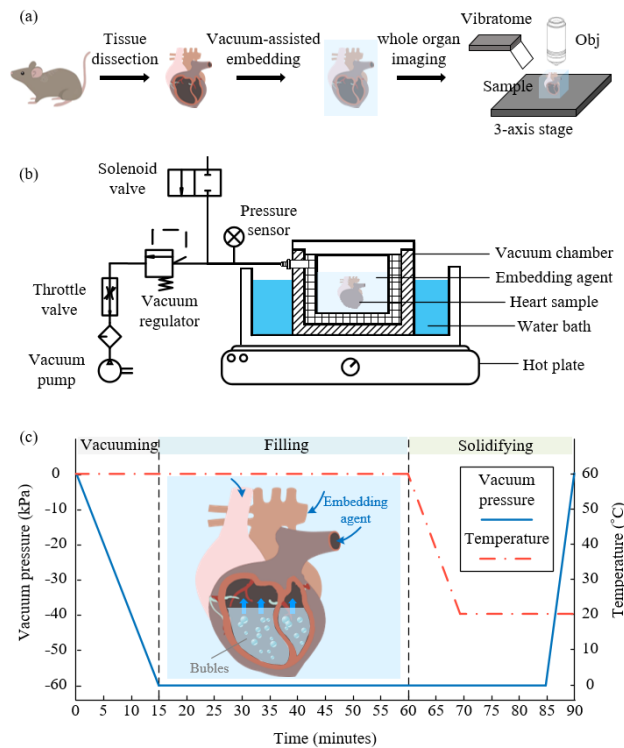 (a)
Tissue
dissection
Vacuum-assisted
embedding
whole organ
imaging
Vibratome
Obj
Sample
3-axis stage
(b)
Solenoid
valve
Pressure
sensor
Throttle
valve
Vacuum
regulator
Vacuum
pump
Vacuum chamber
Embedding agent
Heart sample
Water bath
Hot plate
(c)
Vacuuming
Filling
Solidifying
Vacuum pressure (kPa)
0
-10
-20
-30
-40
-50
-60
Embedding
agent
Bubles
Vacuum
pressure
Temperature
60
50
40
30
20
10
0
Temperature (°C)
0
15
20
25
30
35
40
45
50
55
60
65
70
75
80
85
90
Time (minutes)